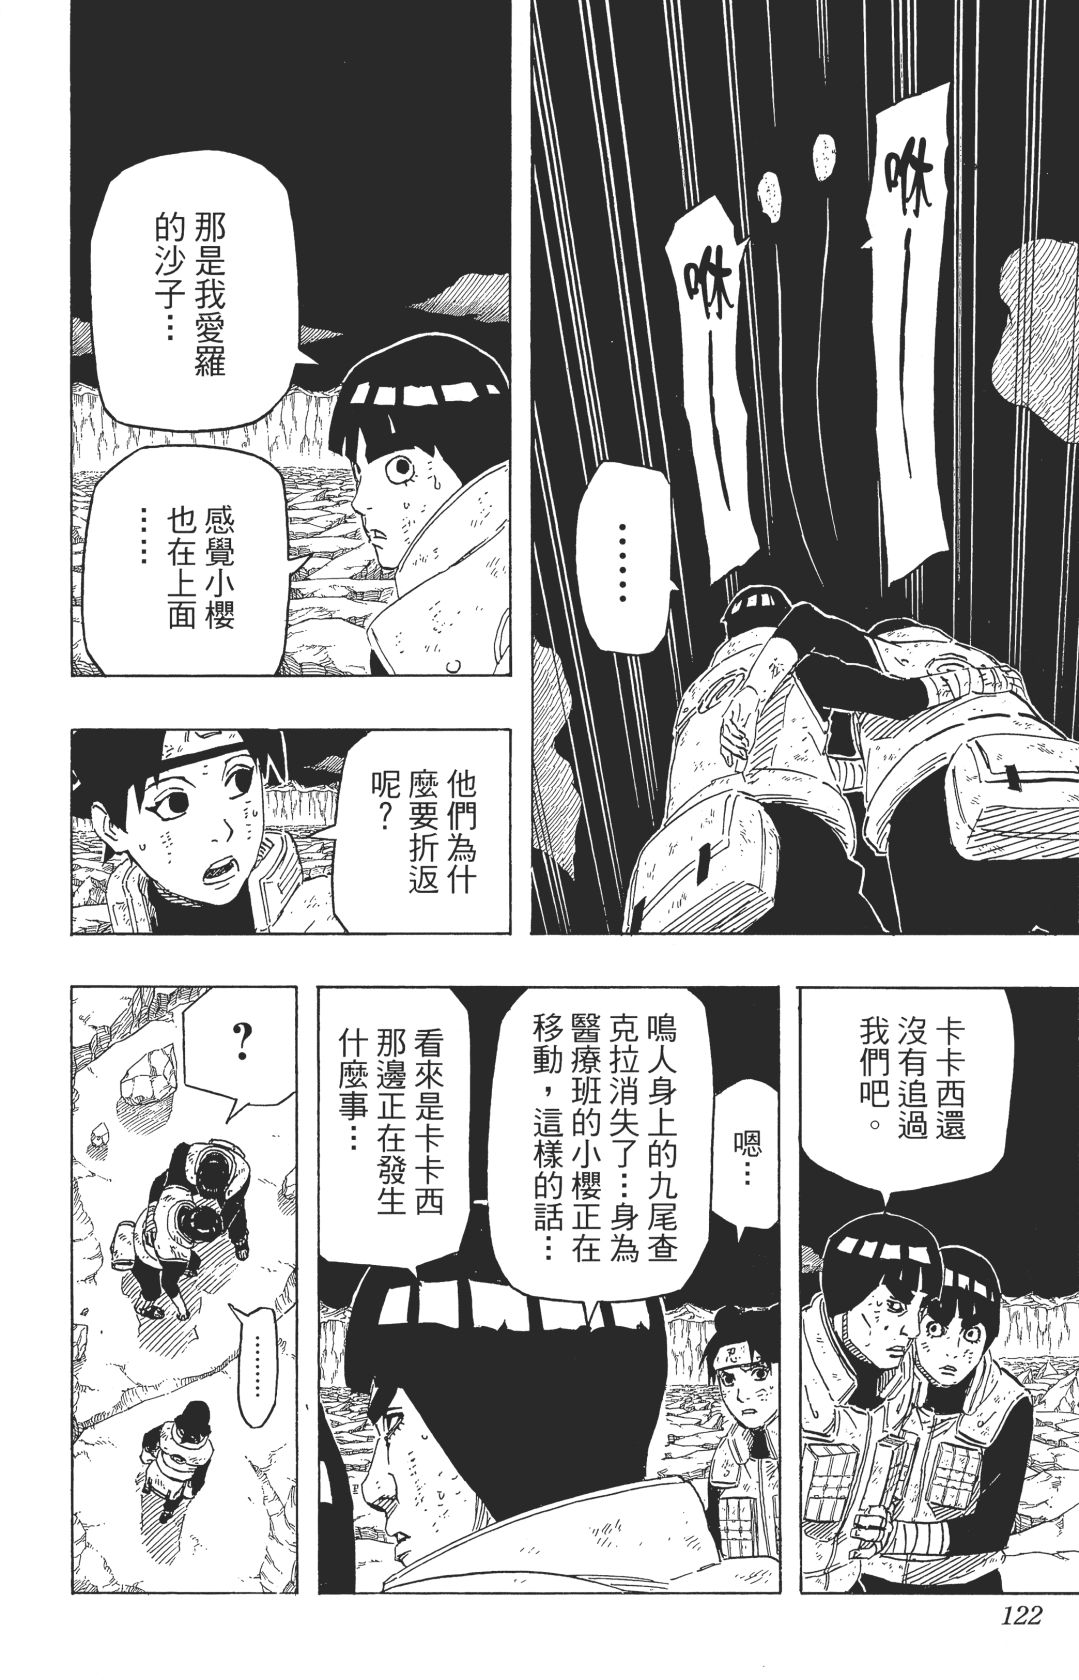 咻
咻
⋯⋯
那是我愛羅
的沙子⋯
感覺小櫻
也在上面
⋯⋯
他們為什
麼要折返
呢？
卡卡西還
沒有追過
我們吧。
嗯⋯
鳴人身上的九尾查
克拉消失了⋯身為
醫療班的小櫻正在
移動，這樣的話⋯
看來是卡卡西
那邊正在發生
什麼事⋯
？
⋯⋯⋯
忍
122